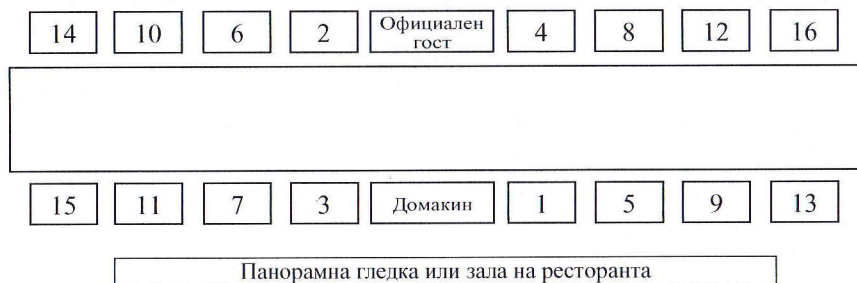 14 10 6 2 Официален гост 4 8 12 16
15 11 7 3 Домакин 1 5 9 13
Панорамна гледка или зала на ресторанта